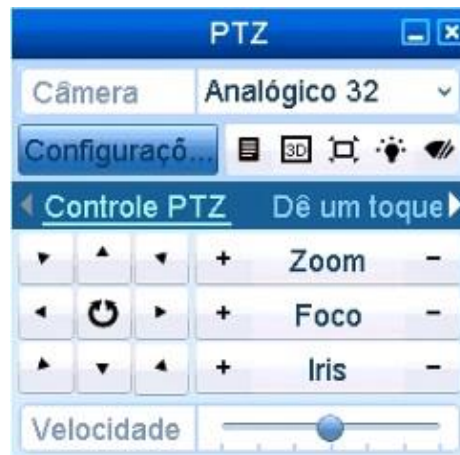 PTZ
Câmera Analógico 32
Configuraçõ... 3D
Controle PTZ Dê um toque
+ Zoom -
+ Foco -
+ Iris -
Velocidade